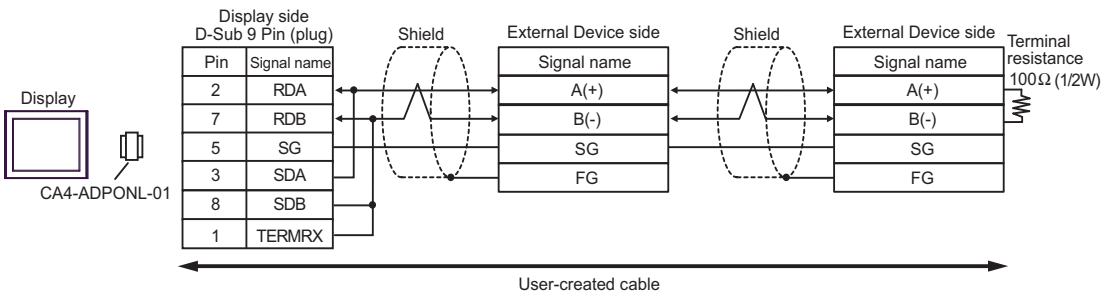 Display side
D-Sub 9 Pin (plug)
Shield
External Device side
Shield
External Device side
Terminal
resistance
100Ω (1/2W)
Pin Signal name
Signal name
Signal name
2 RDA
A(+)
A(+)
Display
7 RDB
B(-)
B(-)
5 SG
SG
SG
3 SDA
FG
FG
CA4-ADPONL-01
8 SDB
1 TERMRX
User-created cable